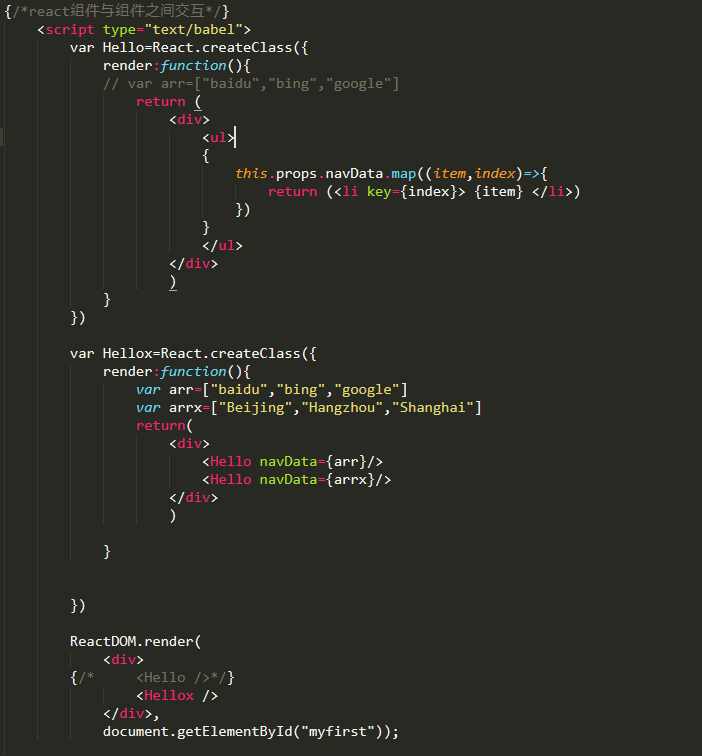 {/*react组件与组件之间交互*/}
<script type="text/babel">
var Hello=React.createClass({
render:function(){
// var arr=["baidu","bing","google"]
return (
<div>
<ul>
{
this.props.navData.map((item,index)=>{
return (<li key={index}> {item} </li>)
})
}
</ul>
</div>
)
}
})
var Hellox=React.createClass({
render:function(){
var arr=["baidu","bing","google"]
var arrx=["Beijing","Hangzhou","Shanghai"]
return(
<div>
<Hello navData={arr}/>
<Hello navData={arrx}/>
</div>
)
}
})
ReactDOM.render(
<div>
{/*     <Hello />*/}
<Hellox />
</div>,
document.getElementById("myfirst"));